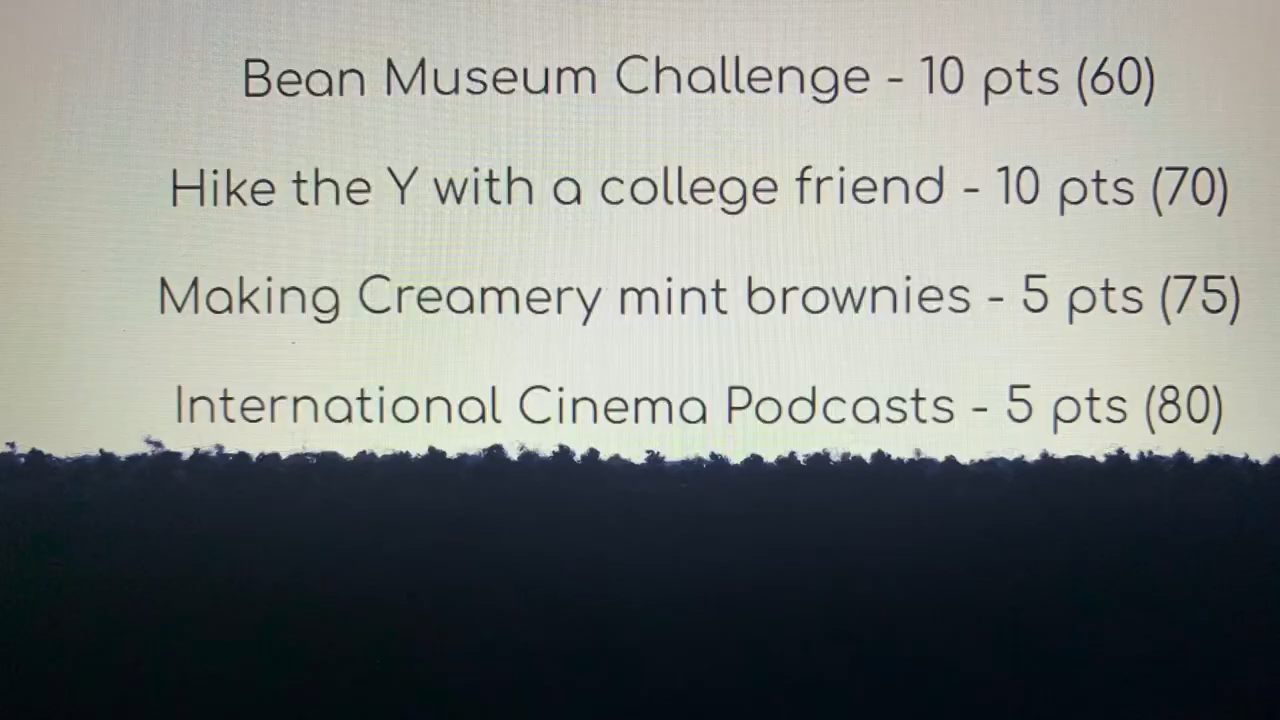 Bean Museum Challenge - 10 pts (60)
Hike the Y with a college friend - 10 pts (70)
Making Creamery mint brownies - 5 pts (75)
International Cinema Podcasts - 5 pts (80)